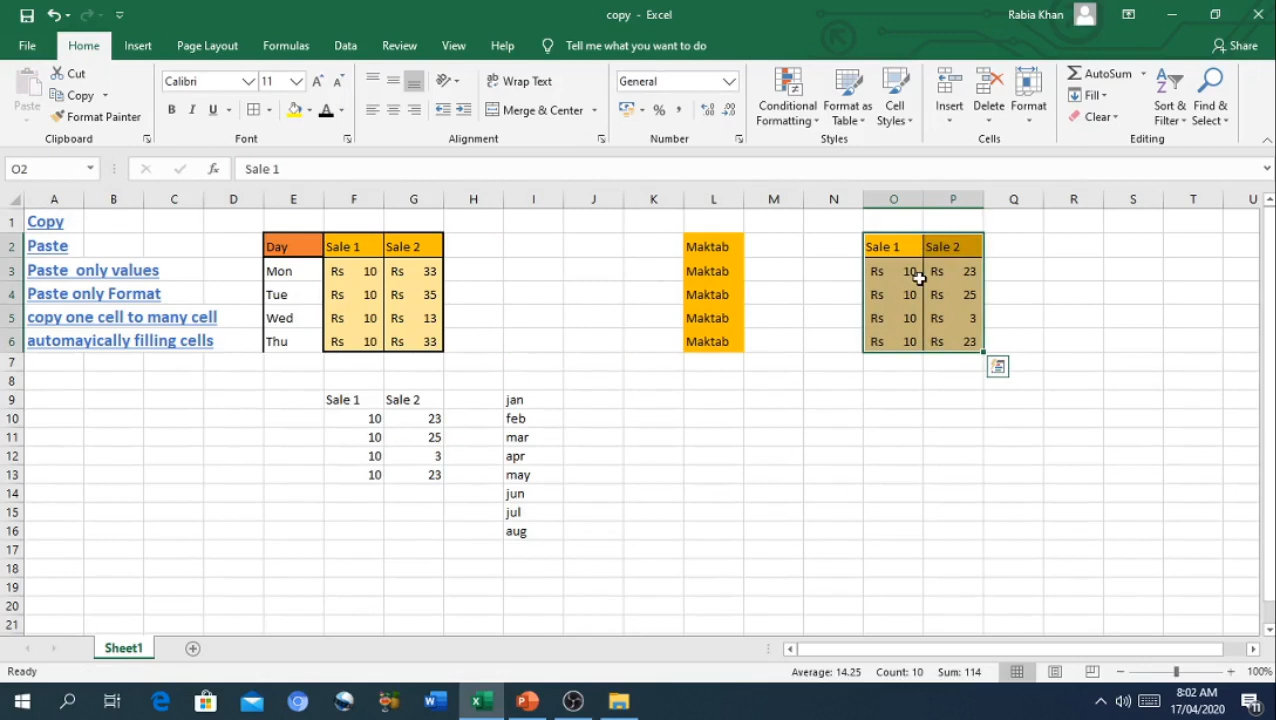 copy - Excel
Rabia Khan
File Home Insert Page Layout Formulas Data Review View Help Tell me what you want to do Share
Paste
Cut
Copy
Format Painter
Clipboard
Calibri 11
B I U
Font
Wrap Text
Merge & Center
Alignment
General
Number
Conditional Formatting
Format as Table
Cell Styles
Styles
Insert Delete Format
Cells
AutoSum
Fill
Clear
Sort & Filter
Find & Select
Editing
O2 fx Sale 1
A B C D E F G H I J K L M N O P Q R S T U
1 Copy
2 Paste Day Sale 1 Sale 2 Maktab Sale 1 Sale 2
3 Paste only values Mon Rs 10 Rs 33 Maktab Rs 10 Rs 23
4 Paste only Format Tue Rs 10 Rs 35 Maktab Rs 10 Rs 25
5 copy one cell to many cell Wed Rs 10 Rs 13 Maktab Rs 10 Rs 3
6 automayically filling cells Thu Rs 10 Rs 33 Maktab Rs 10 Rs 23
7
8
9 Sale 1 Sale 2 jan
10 10 23 feb
11 10 25 mar
12 10 3 apr
13 10 23 may
14 jun
15 jul
16 aug
17
18
19
20
21
Sheet1
Ready Average: 14.25 Count: 10 Sum: 114 100%
8:02 AM
17/04/2020